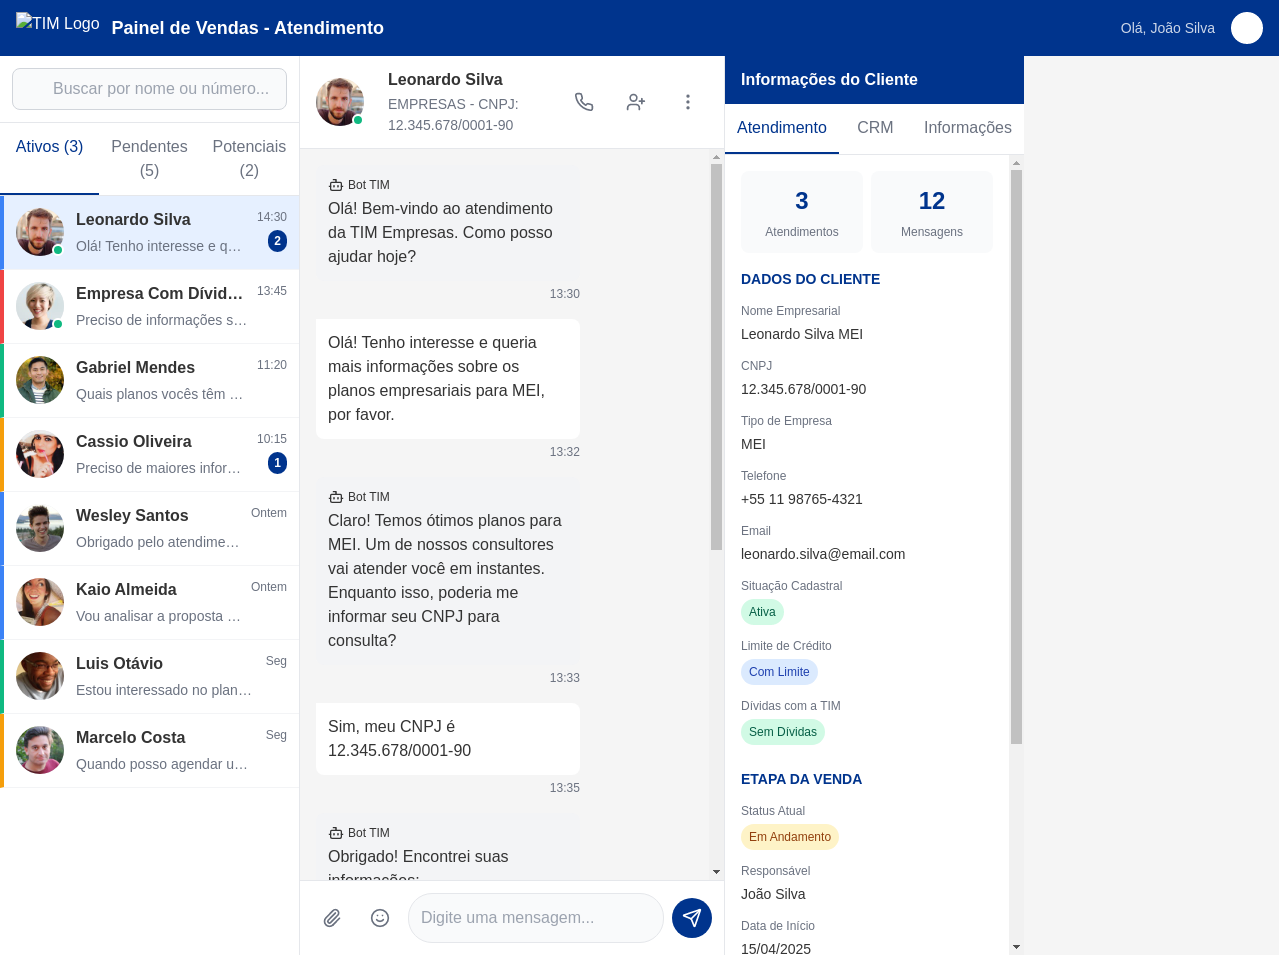 TIM Logo
Painel de Vendas - Atendimento
Olá, João Silva
Buscar por nome ou número...
Ativos (3)
Pendentes
(5)
Potenciais
(2)
Leonardo Silva
14:30
Olá! Tenho interesse e q…
2
Empresa Com Dívid…
13:45
Preciso de informações s…
Gabriel Mendes
11:20
Quais planos vocês têm …
Cassio Oliveira
10:15
Preciso de maiores infor…
1
Wesley Santos
Ontem
Obrigado pelo atendime…
Kaio Almeida
Ontem
Vou analisar a proposta …
Luis Otávio
Seg
Estou interessado no plan…
Marcelo Costa
Seg
Quando posso agendar u…
Leonardo Silva
EMPRESAS - CNPJ:
12.345.678/0001-90
Bot TIM
Olá! Bem-vindo ao atendimento
da TIM Empresas. Como posso
ajudar hoje?
13:30
Olá! Tenho interesse e queria
mais informações sobre os
planos empresariais para MEI,
por favor.
13:32
Bot TIM
Claro! Temos ótimos planos para
MEI. Um de nossos consultores
vai atender você em instantes.
Enquanto isso, poderia me
informar seu CNPJ para
consulta?
13:33
Sim, meu CNPJ é
12.345.678/0001-90
13:35
Bot TIM
Obrigado! Encontrei suas
informações:
Digite uma mensagem...
Informações do Cliente
Atendimento
CRM
Informações
3
Atendimentos
12
Mensagens
DADOS DO CLIENTE
Nome Empresarial
Leonardo Silva MEI
CNPJ
12.345.678/0001-90
Tipo de Empresa
MEI
Telefone
+55 11 98765-4321
Email
leonardo.silva@email.com
Situação Cadastral
Ativa
Limite de Crédito
Com Limite
Dívidas com a TIM
Sem Dívidas
ETAPA DA VENDA
Status Atual
Em Andamento
Responsável
João Silva
Data de Início
15/04/2025